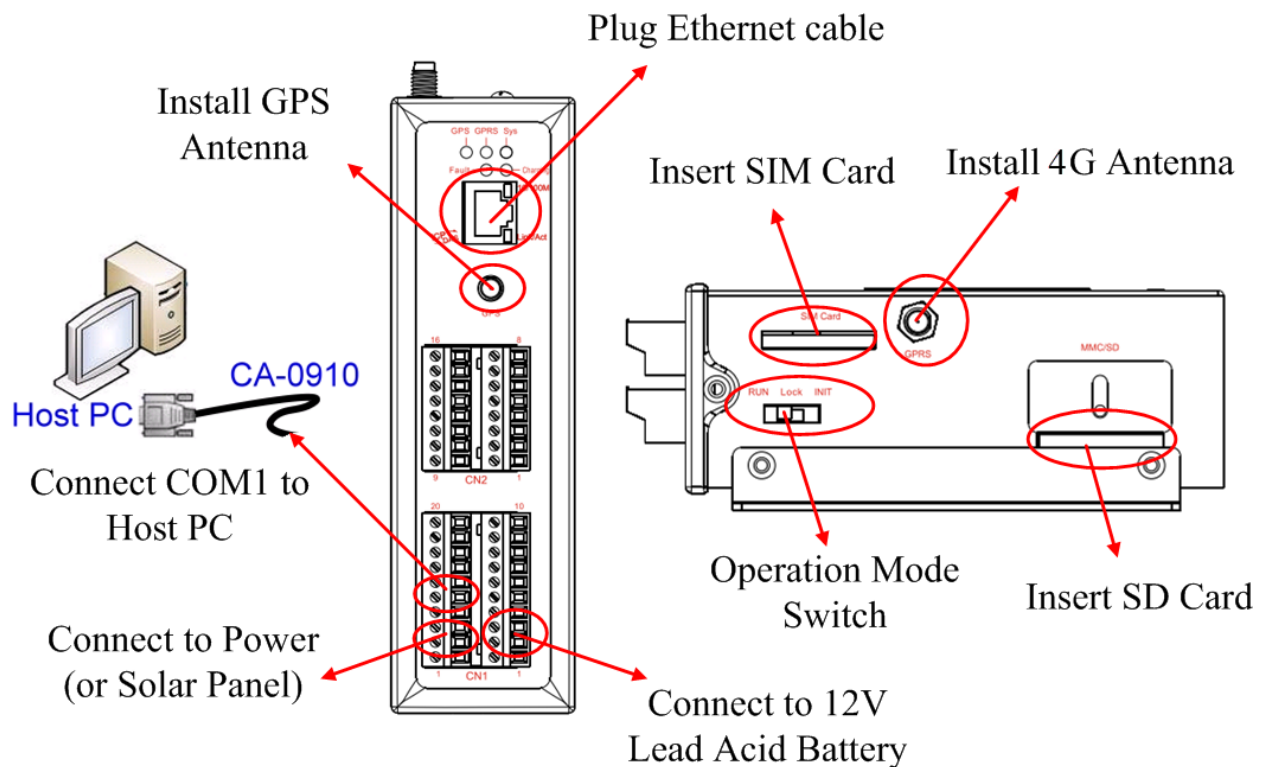 Plug Ethernet cable
Install GPS
Antenna
GPS GPRS Sys
Fault
Charging
Link/Act
GPS
16
8
9
CN2
1
20
10
1
CN1
1
Host PC
CA-0910
Connect COM1 to
Host PC
Connect to Power
(or Solar Panel)
Connect to 12V
Lead Acid Battery
Insert SIM Card
Install 4G Antenna
SIM Card
GPRS
MMC/SD
RUN Lock INIT
Operation Mode
Switch
Insert SD Card